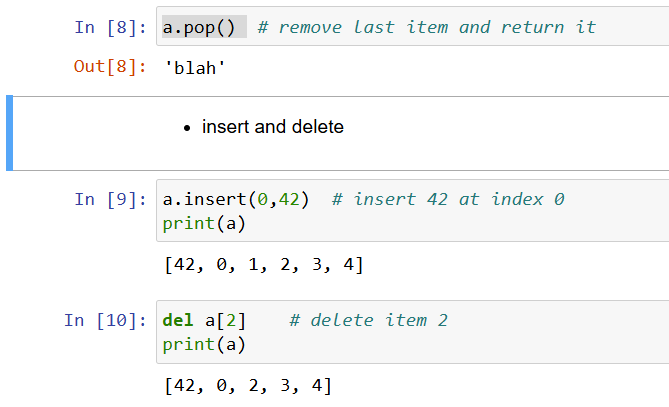 In [8]: a.pop()  # remove last item and return it
Out[8]: 'blah'
• insert and delete
In [9]: a.insert(0,42)  # insert 42 at index 0
print(a)
[42, 0, 1, 2, 3, 4]
In [10]: del a[2]    # delete item 2
print(a)
[42, 0, 2, 3, 4]